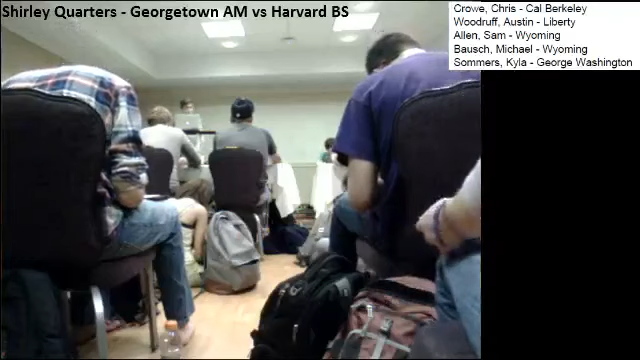 Shirley Quarters - Georgetown AM vs Harvard BS
Crowe, Chris - Cal Berkeley
Woodruff, Austin - Liberty
Allen, Sam - Wyoming
Bausch, Michael - Wyoming
Sommers, Kyla - George Washington